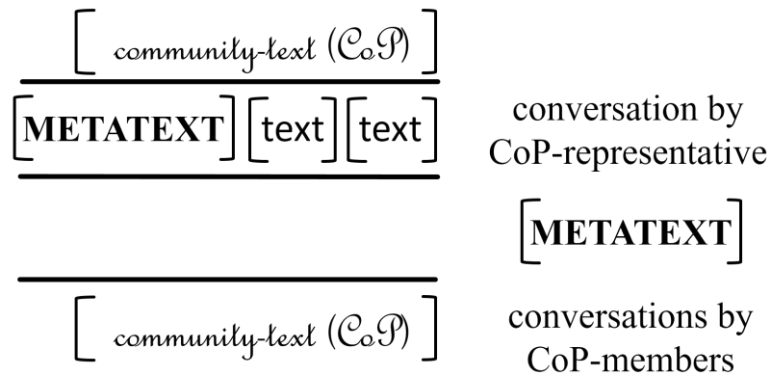 [ community-text (CoP) ]
[METATEXT] [text] [text]
conversation by
CoP-representative
[METATEXT]
[ community-text (CoP) ]
conversations by
CoP-members